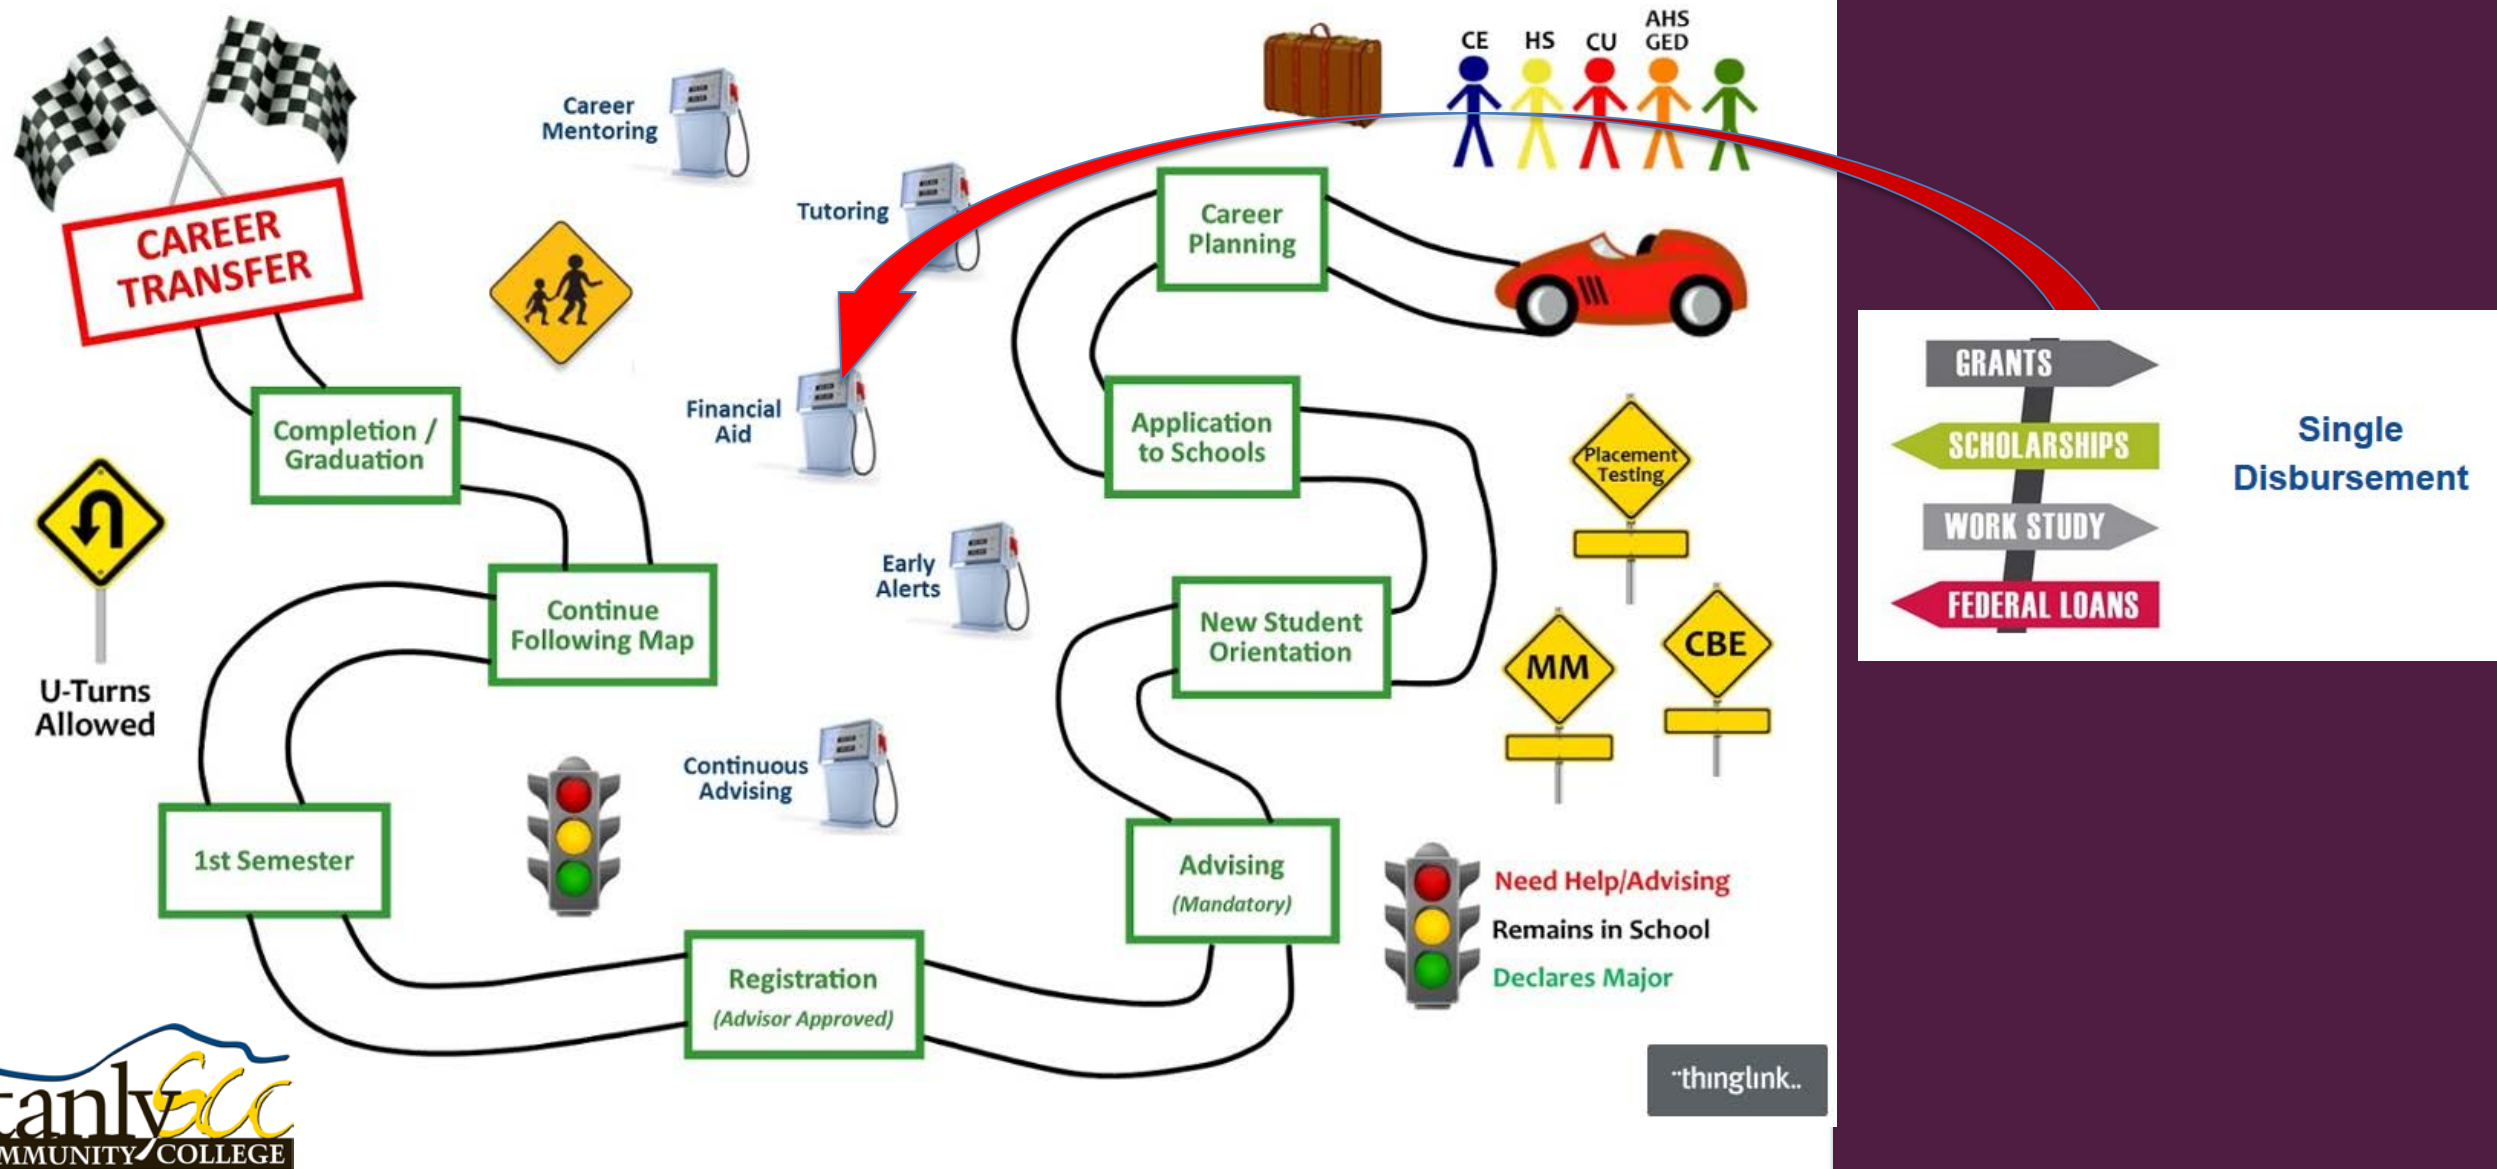 AHS
CE HS CU GED
Career
Mentoring
Tutoring
CAREER
TRANSFER
Career
Planning
Financial
Aid
Application
to Schools
Completion /
Graduation
Placement
Testing
GRANTS
SCHOLARSHIPS
WORK STUDY
FEDERAL LOANS
Single
Disbursement
U-Turns
Allowed
Early
Alerts
Continue
Following Map
New Student
Orientation
MM
CBE
Continuous
Advising
1st Semester
Advising
(Mandatory)
Need Help/Advising
Remains in School
Declares Major
Registration
(Advisor Approved)
tanly SCC
MMUNITY COLLEGE
¨thinglink..